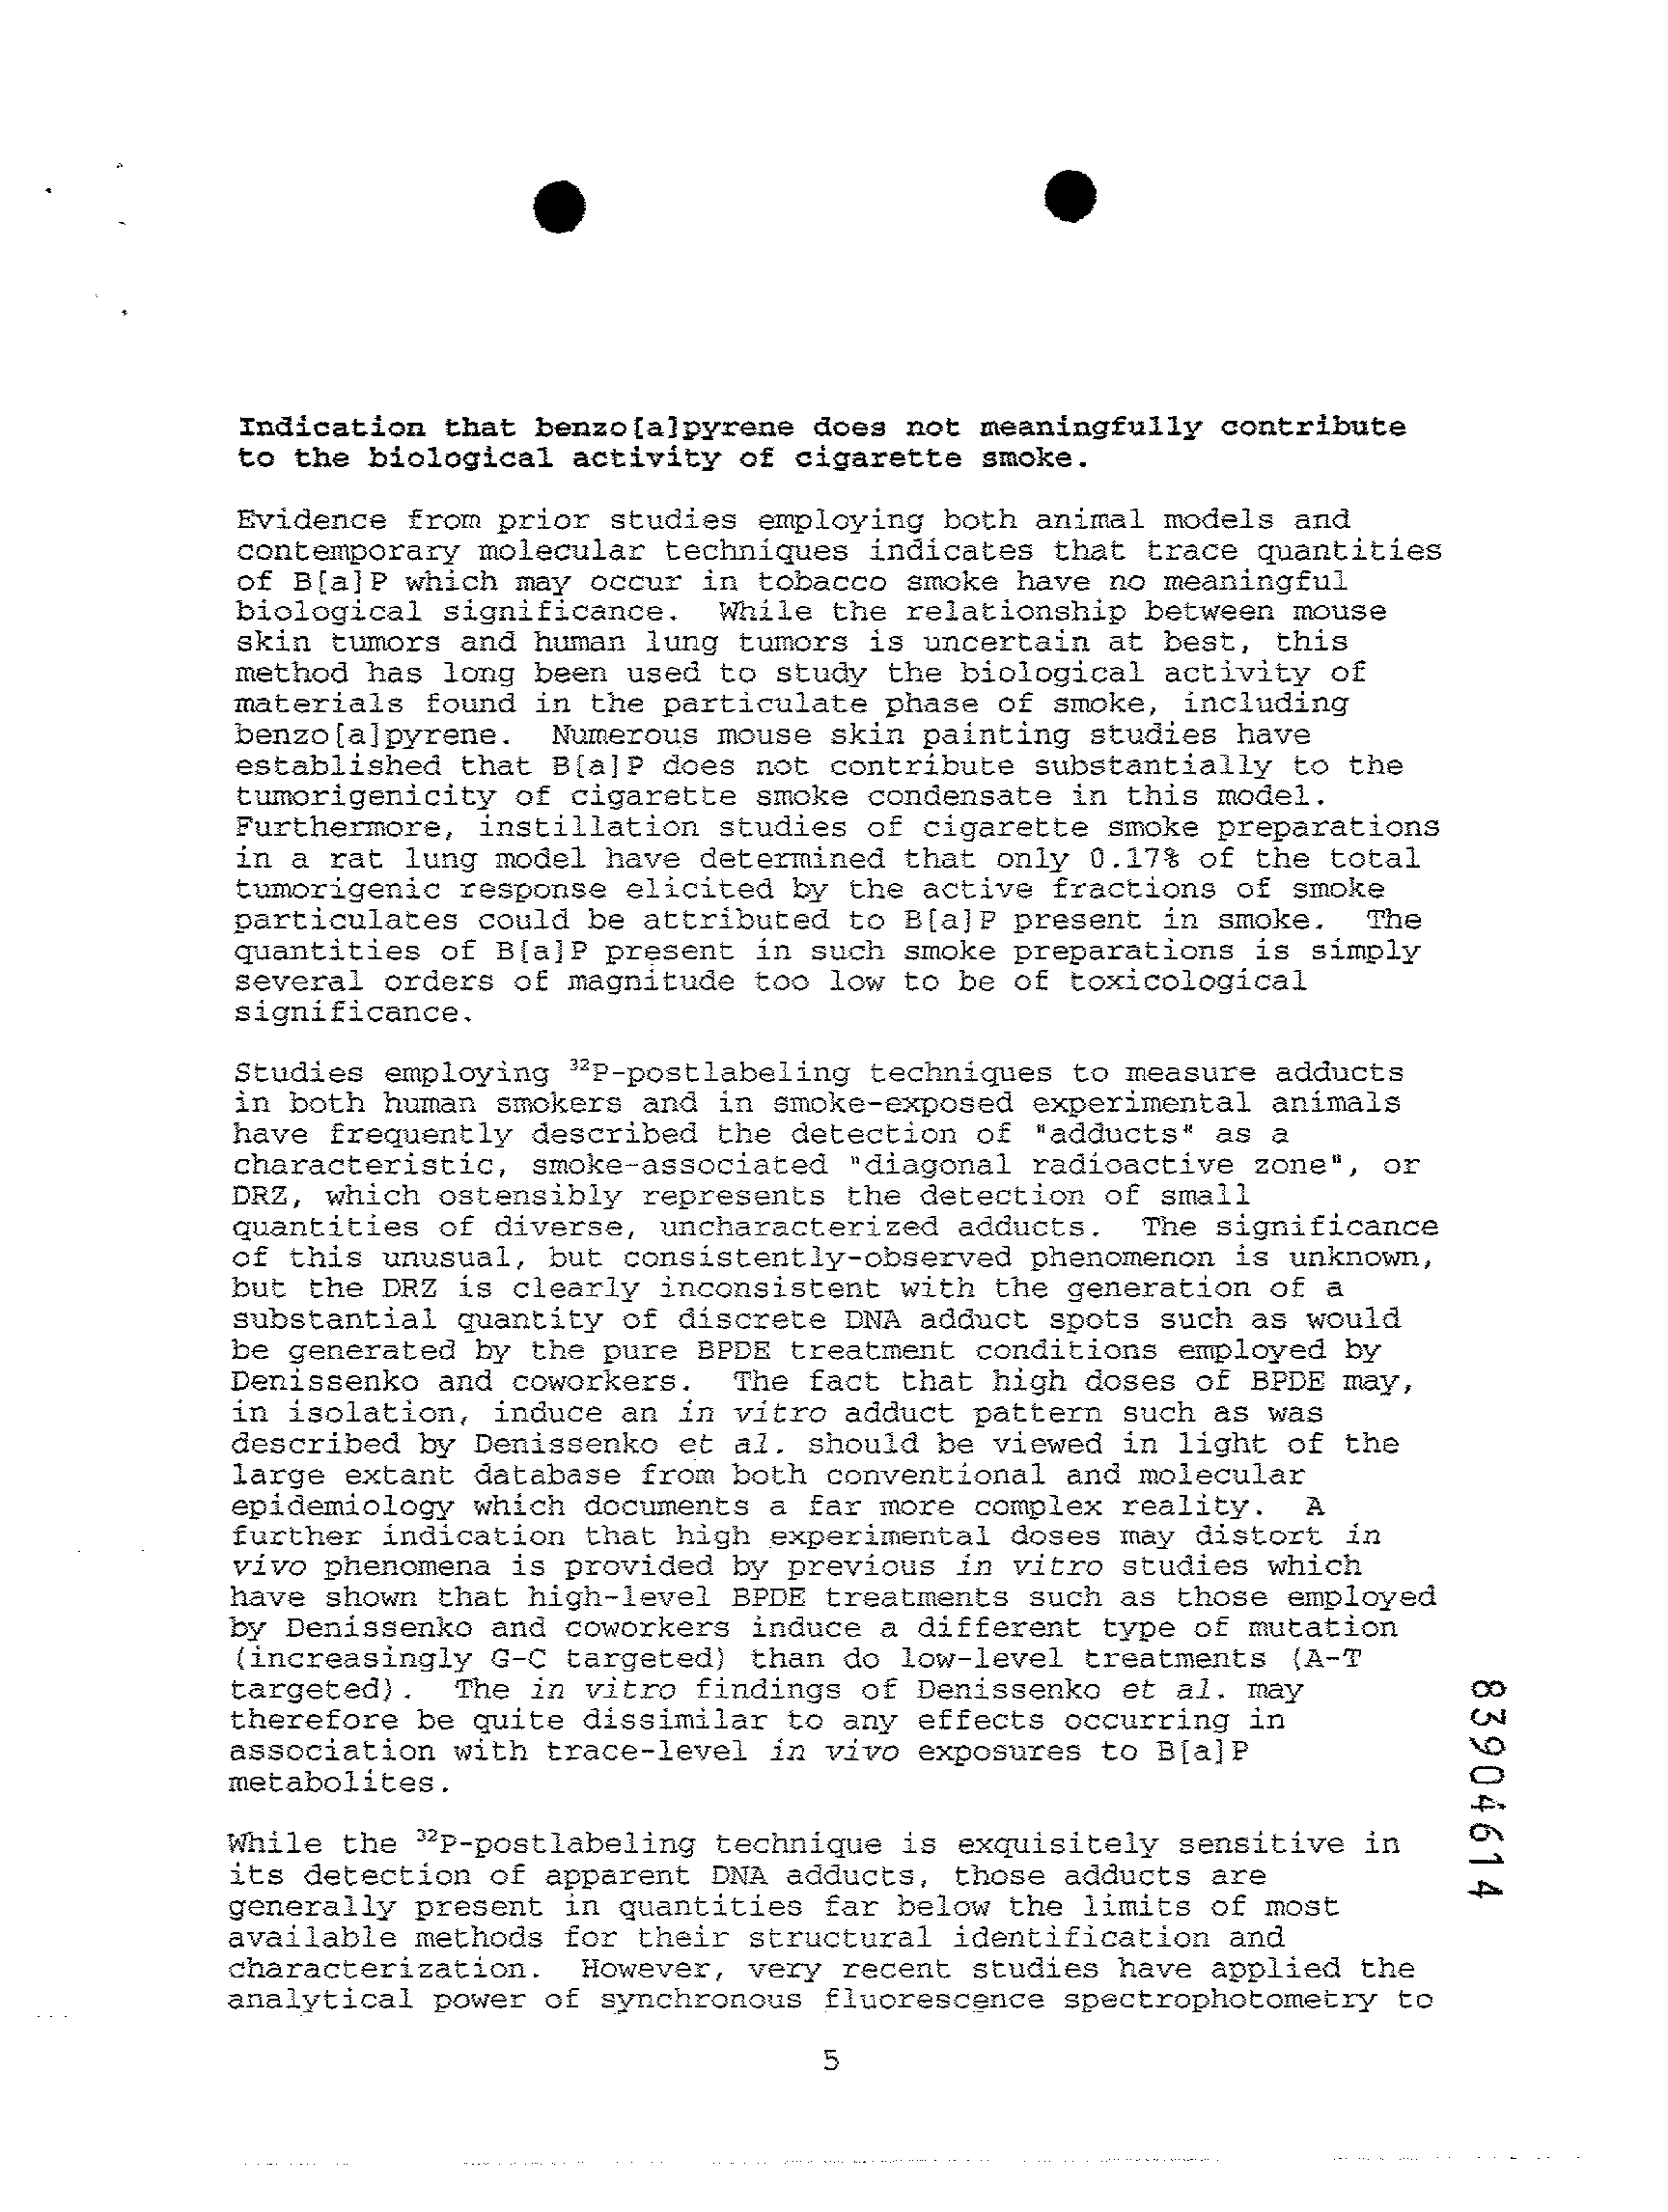 Indication that benzo[a]pyrene does not meaningfully contribute
to the biological activity of cigarette smoke.
Evidence from prior studies employing both animal models and
contemporary molecular techniques indicates that trace quantities
of B[a]P which may occur in tobacco smoke have no meaningful
biological significance. While the relationship between mouse
skin tumors and human lung tumors is uncertain at best, this
method has long been used to study the biological activity of
materials found in the particulate phase of smoke, including
benzo[a]pyrene. Numerous mouse skin painting studies have
established that B[a]P does not contribute substantially to the
tumorigenicity of cigarette smoke condensate in this model.
Furthermore, instillation studies of cigarette smoke preparations
in a rat lung model have determined that only 0.17% of the total
tumorigenic response elicited by the active fractions of smoke
particulates could be attributed to B[a]P present in smoke. The
quantities of B[a]P present in such smoke preparations is simply
several orders of magnitude too low to be of toxicological
significance.
Studies employing ³²P-postlabeling techniques to measure adducts
in both human smokers and in smoke-exposed experimental animals
have frequently described the detection of "adducts" as a
characteristic, smoke-associated "diagonal radioactive zone", or
DRZ, which ostensibly represents the detection of small
quantities of diverse, uncharacterized adducts. The significance
of this unusual, but consistently-observed phenomenon is unknown,
but the DRZ is clearly inconsistent with the generation of a
substantial quantity of discrete DNA adduct spots such as would
be generated by the pure BPDE treatment conditions employed by
Denissenko and coworkers. The fact that high doses of BPDE may,
in isolation, induce an in vitro adduct pattern such as was
described by Denissenko et al. should be viewed in light of the
large extant database from both conventional and molecular
epidemiology which documents a far more complex reality. A
further indication that high experimental doses may distort in
vivo phenomena is provided by previous in vitro studies which
have shown that high-level BPDE treatments such as those employed
by Denissenko and coworkers induce a different type of mutation
(increasingly G-C targeted) than do low-level treatments (A-T
targeted). The in vitro findings of Denissenko et al. may
therefore be quite dissimilar to any effects occurring in
association with trace-level in vivo exposures to B[a]P
metabolites.
While the ³²P-postlabeling technique is exquisitely sensitive in
its detection of apparent DNA adducts, those adducts are
generally present in quantities far below the limits of most
available methods for their structural identification and
characterization. However, very recent studies have applied the
analytical power of synchronous fluorescence spectrophotometry to
5
83904614